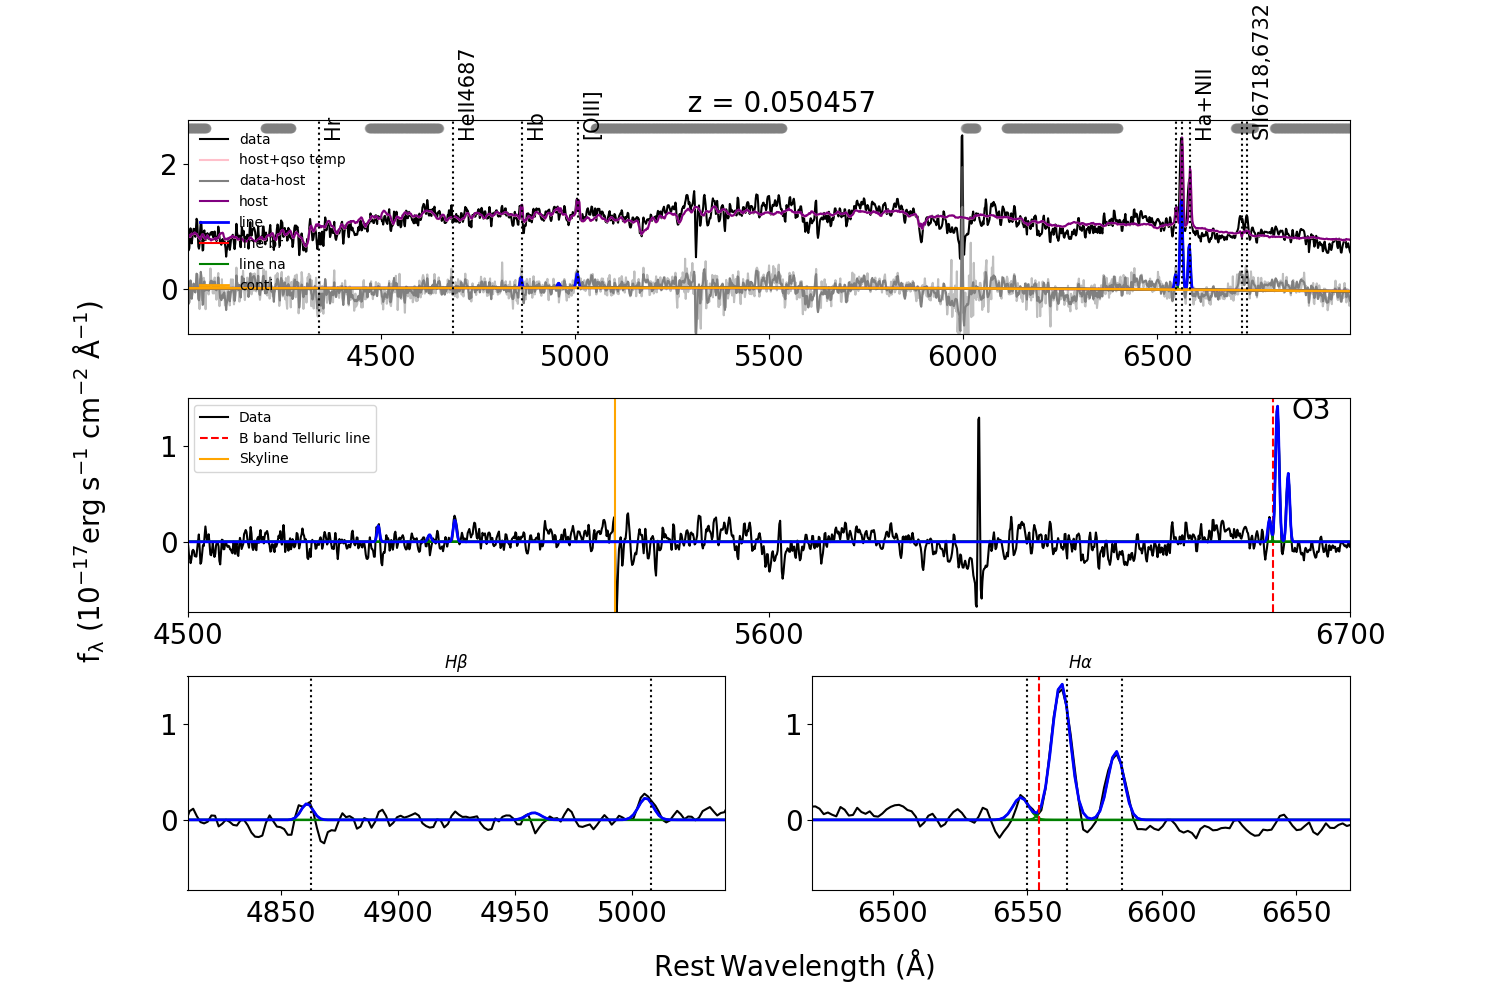 z = 0.050457
Hr
HeII4687
Hb
[OIII]
Ha+NII
SII6718,6732
data
host+qso temp
data-host
host
line
line na
conti
2
0
4500
5000
5500
6000
6500
Data
B band Telluric line
Skyline
O3
1
0
4500
5600
6700
fλ (10−17erg s−1 cm−2 Å−1)
Hβ
Hα
1
0
4850
4900
4950
5000
1
0
6500
6550
6600
6650
Rest Wavelength (Å)